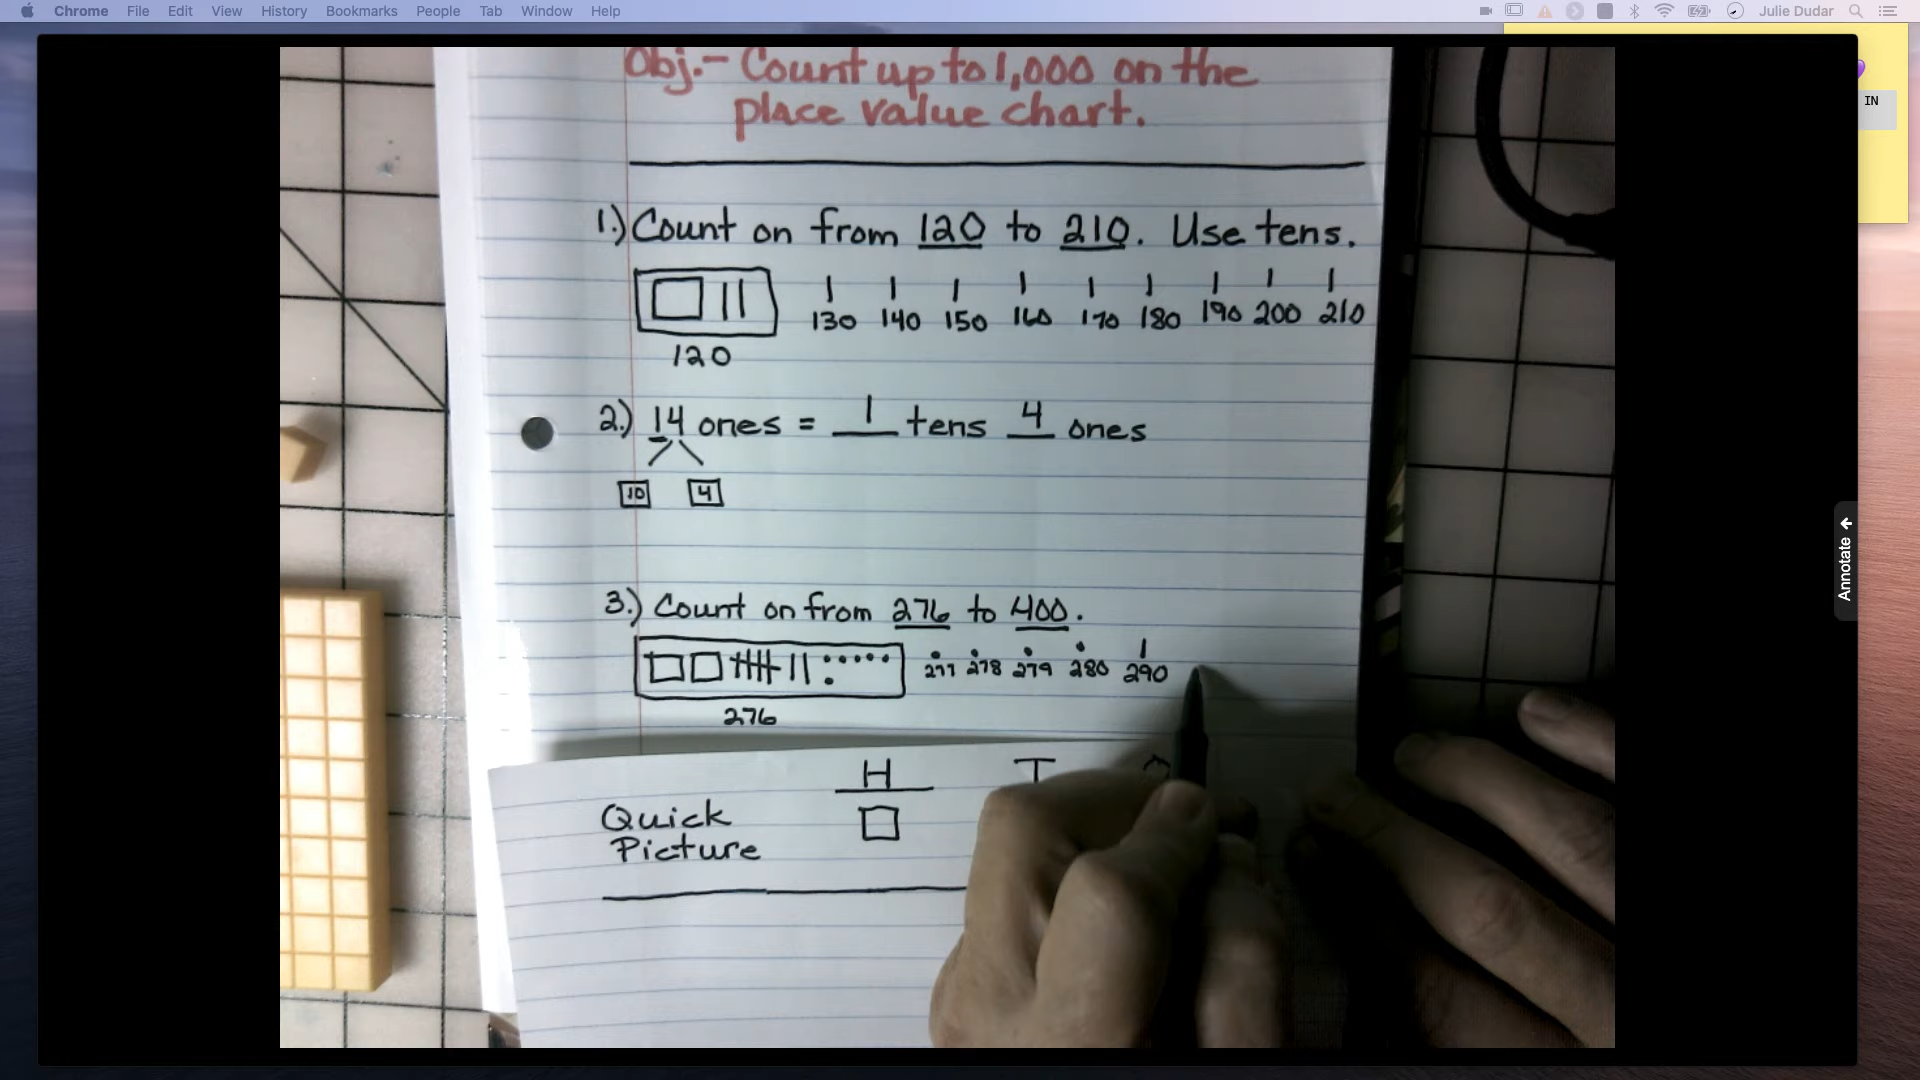 Chrome File Edit View History Bookmarks People Tab Window Help Julie Dudar
IN
Obj.- Count up to 1,000 on the
place value chart.
1.) Count on from 120 to 210. Use tens.
130 140 150 160 170 180 190 200 210
120
2.) 14 ones = 1 tens 4 ones
10 4
3.) Count on from 276 to 400.
277 278 279 280 290
276
H T
Quick
Picture
Annotate